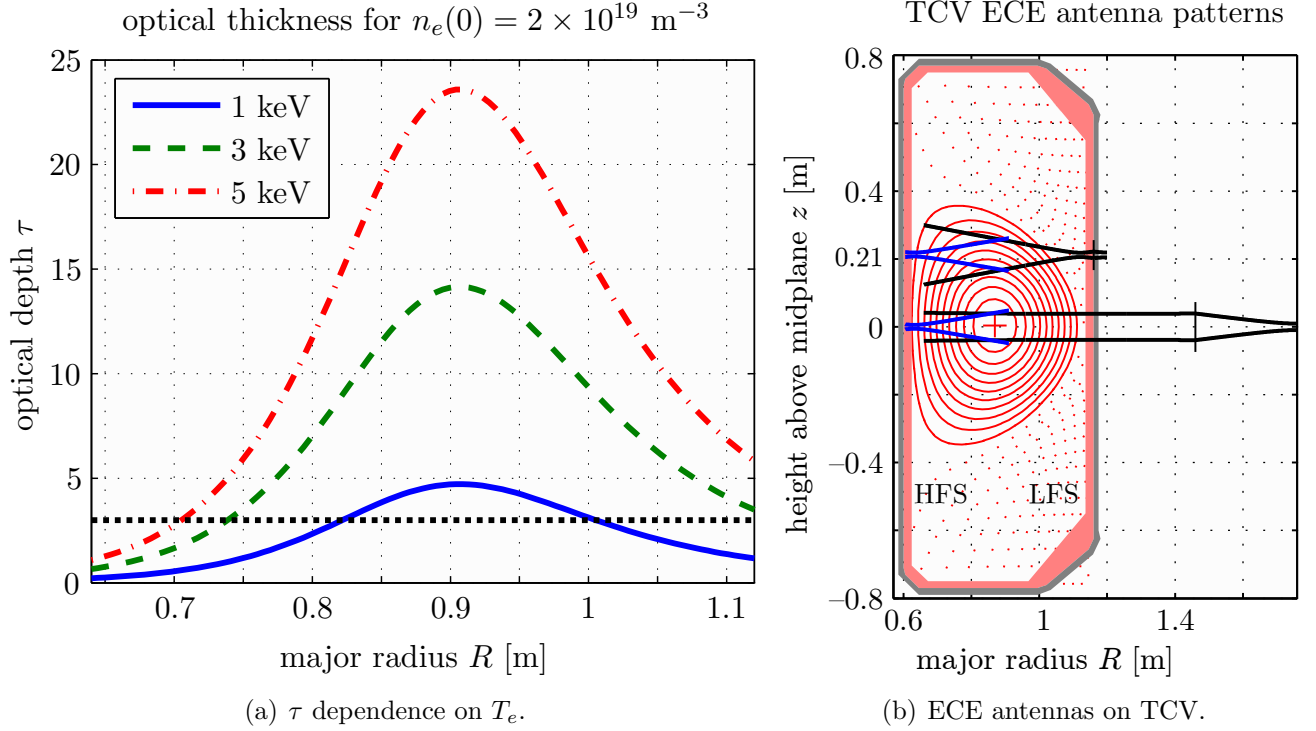 optical thickness for $n_e(0) = 2 \times 10^{19}$ m$^{-3}$
25
20
15
10
5
0
optical depth τ
1 keV
3 keV
5 keV
0.7
0.8
0.9
1
1.1
major radius R [m]
(a) τ dependence on $T_e$.
TCV ECE antenna patterns
0.8
0.4
0.21
0
−0.4
−0.8
height above midplane z [m]
HFS
LFS
0.6
1
1.4
major radius R [m]
(b) ECE antennas on TCV.